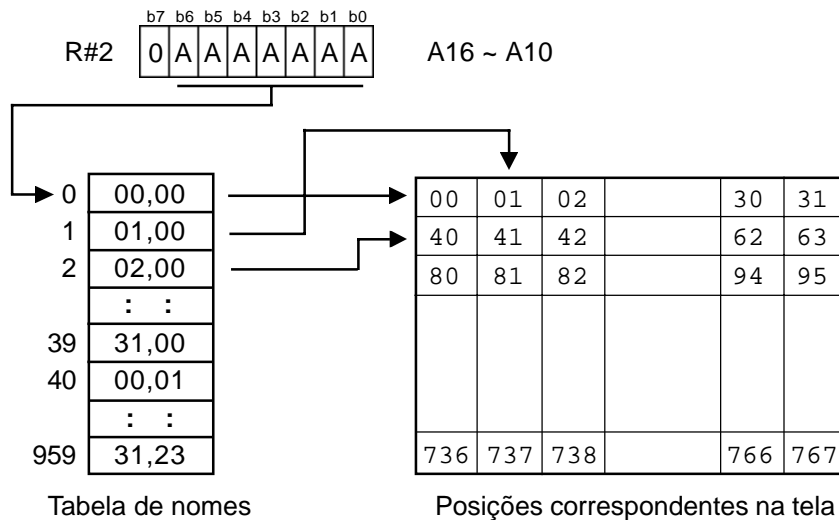 b7 b6 b5 b4 b3 b2 b1 b0
R#2 0 A A A A A A A A16 ~ A10
0 00,00
1 01,00
2 02,00
: :
39 31,00
40 00,01
: :
959 31,23
00 01 02 30 31
40 41 42 62 63
80 81 82 94 95
736 737 738 766 767
Tabela de nomes
Posições correspondentes na tela